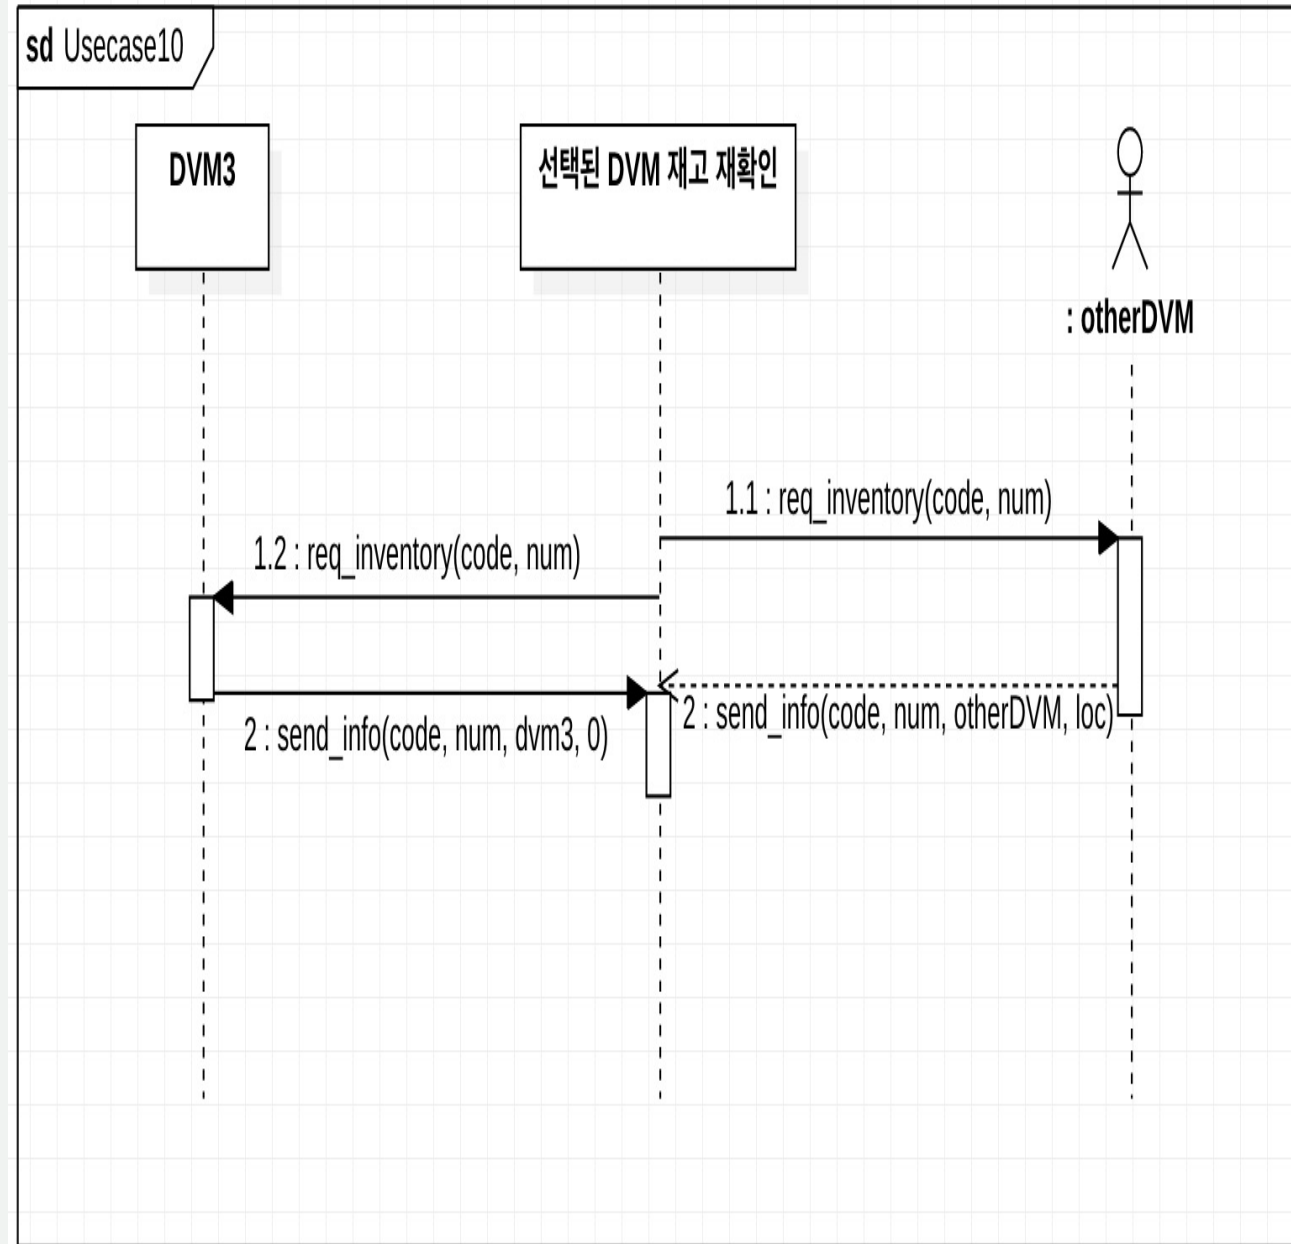 sd Usecase10
DVM3
선택된 DVM 재고 재확인
: otherDVM
1.1 : req_inventory(code, num)
1.2 : req_inventory(code, num)
2 : send_info(code, num, otherDVM, loc)
2 : send_info(code, num, dvm3, 0)